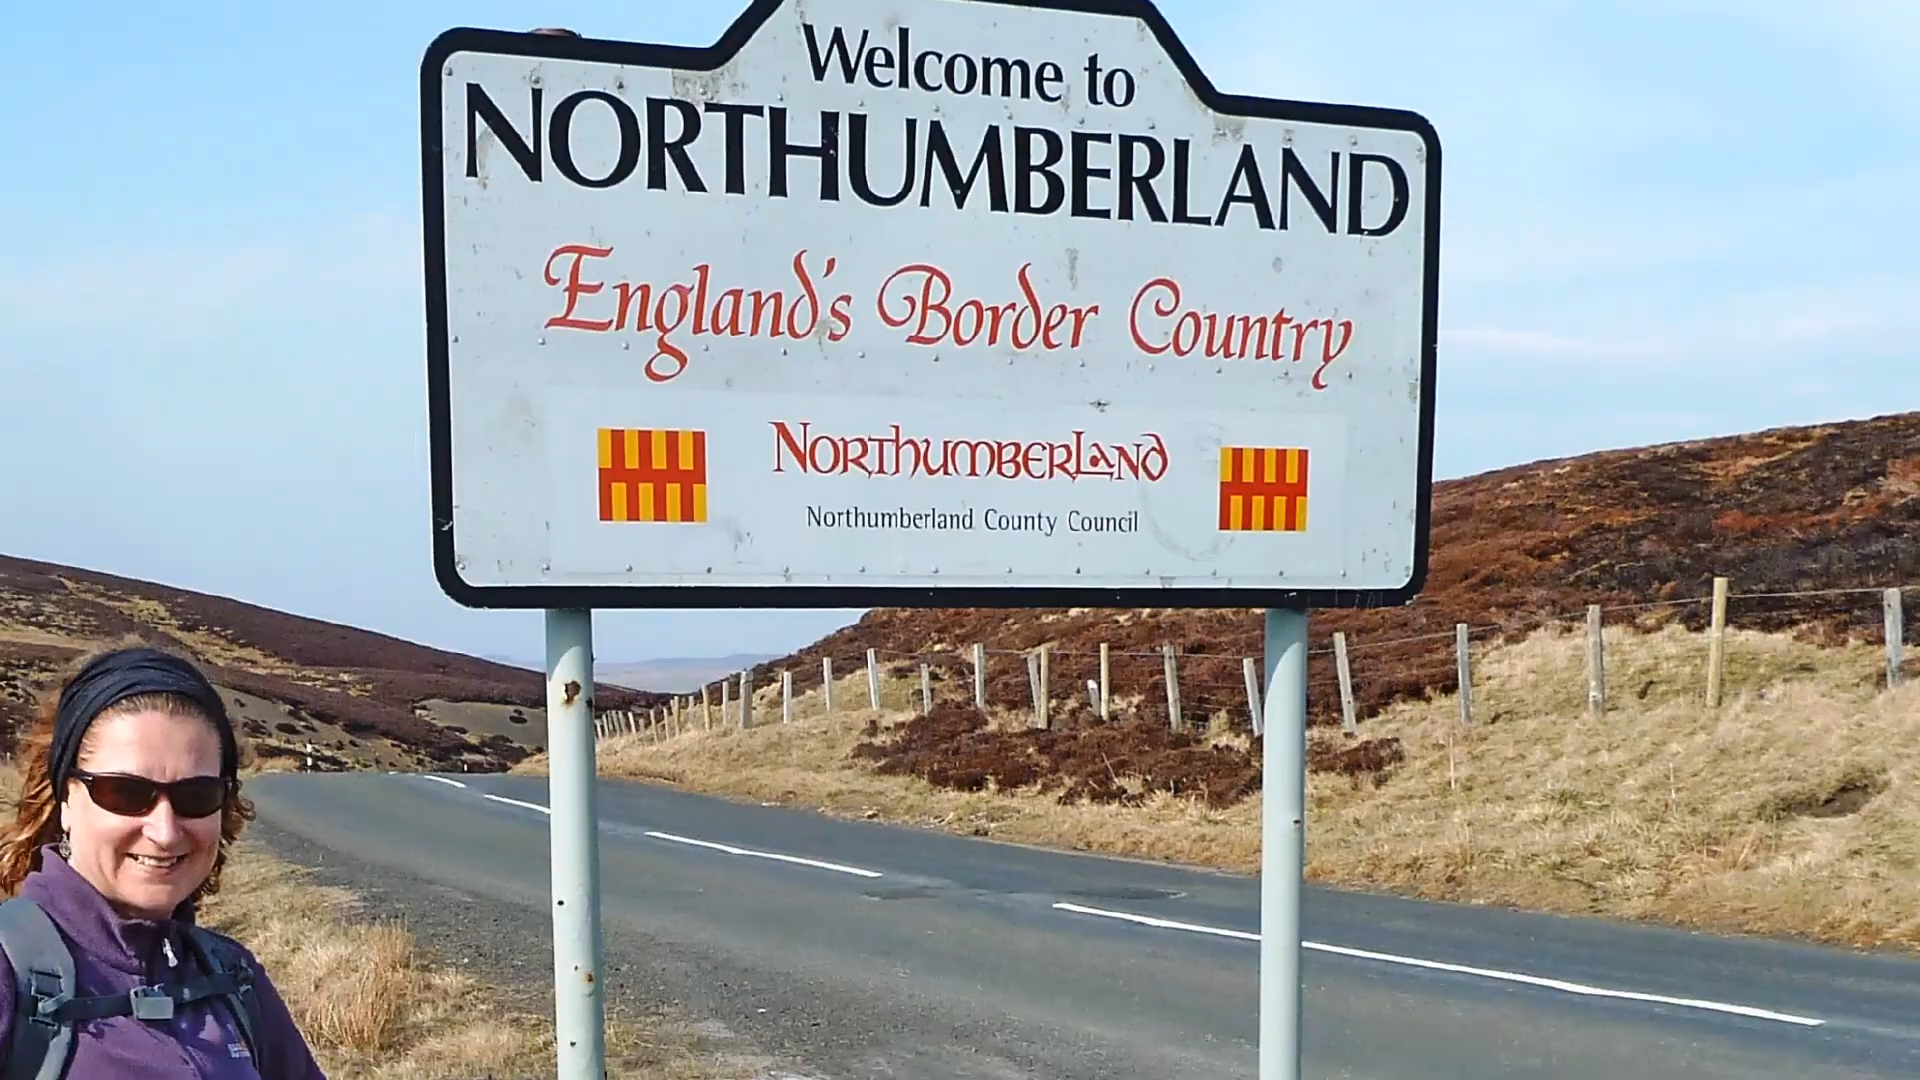 Welcome to
NORTHUMBERLAND
England's Border Country
NORTHUMBERLAND
Northumberland County Council